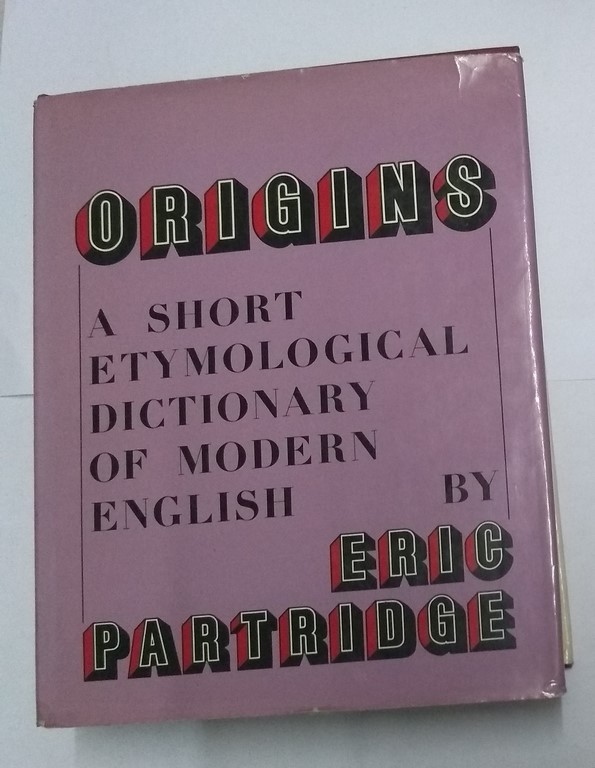 ORIGINS
A SHORT
ETYMOLOGICAL
DICTIONARY
OF MODERN
ENGLISH BY
ERIC
PARTRIDGE